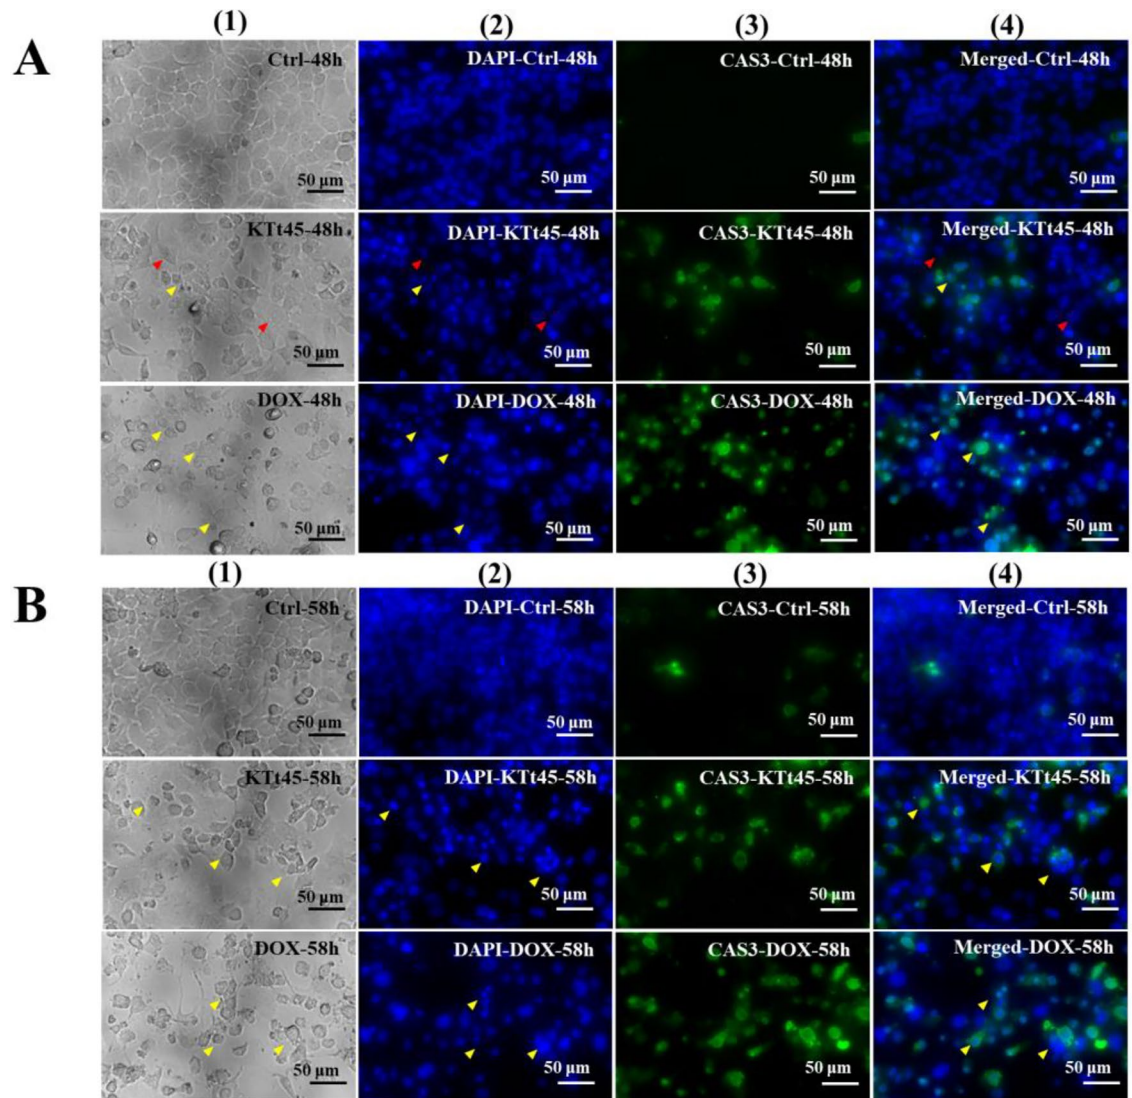 (1) (2) (3) (4)
A
Ctrl-48h DAPI-Ctrl-48h CAS3-Ctrl-48h Merged-Ctrl-48h
50 μm 50 μm 50 μm 50 μm
KTt45-48h DAPI-KTt45-48h CAS3-KTt45-48h Merged-KTt45-48h
50 μm 50 μm 50 μm 50 μm
DOX-48h DAPI-DOX-48h CAS3-DOX-48h Merged-DOX-48h
50 μm 50 μm 50 μm 50 μm
(1) (2) (3) (4)
B
Ctrl-58h DAPI-Ctrl-58h CAS3-Ctrl-58h Merged-Ctrl-58h
50 μm 50 μm 50 μm 50 μm
KTt45-58h DAPI-KTt45-58h CAS3-KTt45-58h Merged-KTt45-58h
50 μm 50 μm 50 μm 50 μm
DOX-58h DAPI-DOX-58h CAS3-DOX-58h Merged-DOX-58h
50 μm 50 μm 50 μm 50 μm